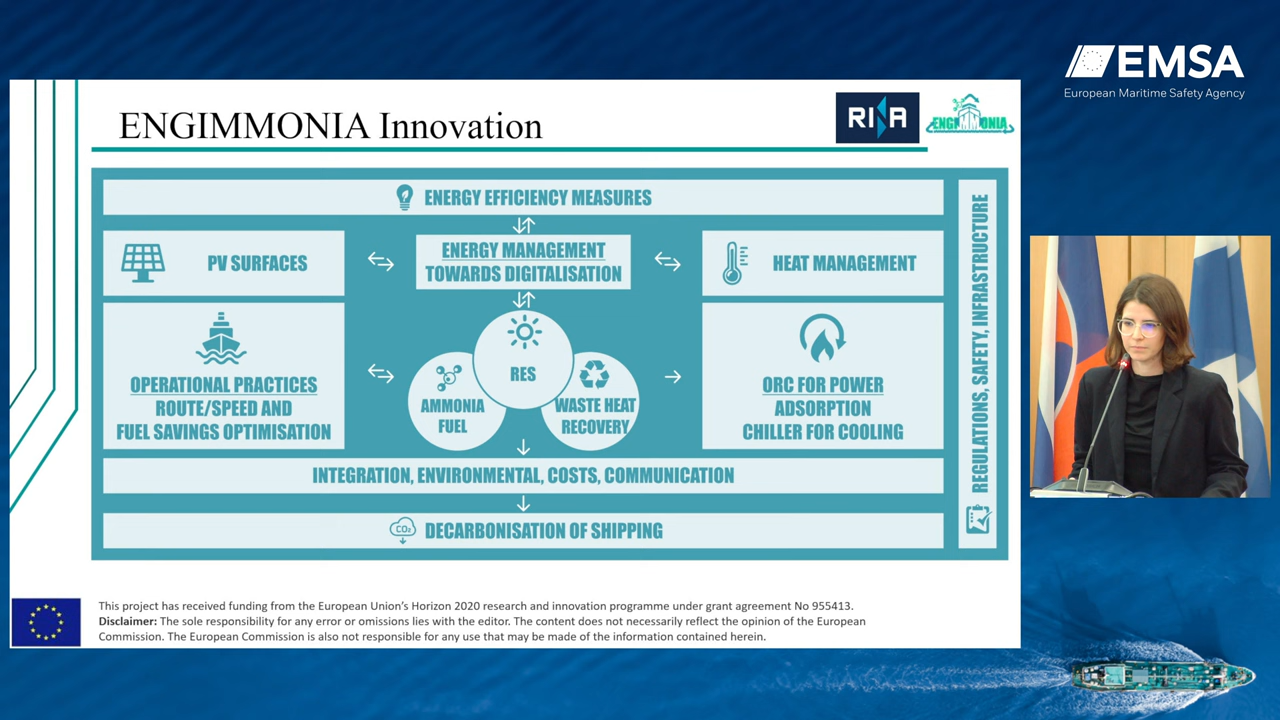 EMSA
European Maritime Safety Agency
ENGIMMONIA Innovation
RINA
ENGIMMONIA
ENERGY EFFICIENCY MEASURES
PV SURFACES
ENERGY MANAGEMENT
TOWARDS DIGITALISATION
HEAT MANAGEMENT
OPERATIONAL PRACTICES
ROUTE/SPEED AND
FUEL SAVINGS OPTIMISATION
RES
AMMONIA
FUEL
WASTE HEAT
RECOVERY
ORC FOR POWER
ADSORPTION
CHILLER FOR COOLING
REGULATIONS, SAFETY, INFRASTRUCTURE
INTEGRATION, ENVIRONMENTAL, COSTS, COMMUNICATION
CO₂
DECARBONISATION OF SHIPPING
This project has received funding from the European Union's Horizon 2020 research and innovation programme under grant agreement No 955413.
Disclaimer: The sole responsibility for any error or omissions lies with the editor. The content does not necessarily reflect the opinion of the European
Commission. The European Commission is also not responsible for any use that may be made of the information contained herein.